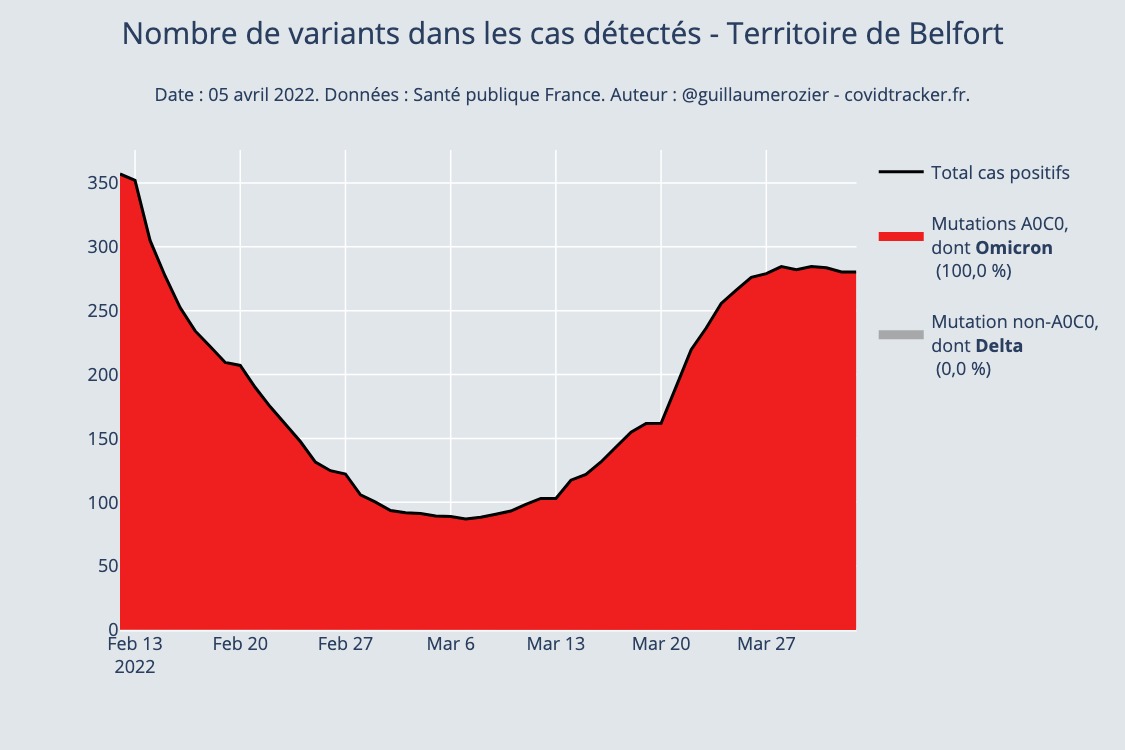 Nombre de variants dans les cas détectés - Territoire de Belfort
Date : 05 avril 2022. Données : Santé publique France. Auteur : @guillaumerozier - covidtracker.fr.
350
300
250
200
150
100
50
0
Feb 13
2022
Feb 20
Feb 27
Mar 6
Mar 13
Mar 20
Mar 27
Total cas positifs
Mutations A0C0,
dont Omicron
(100,0 %)
Mutation non-A0C0,
dont Delta
(0,0 %)